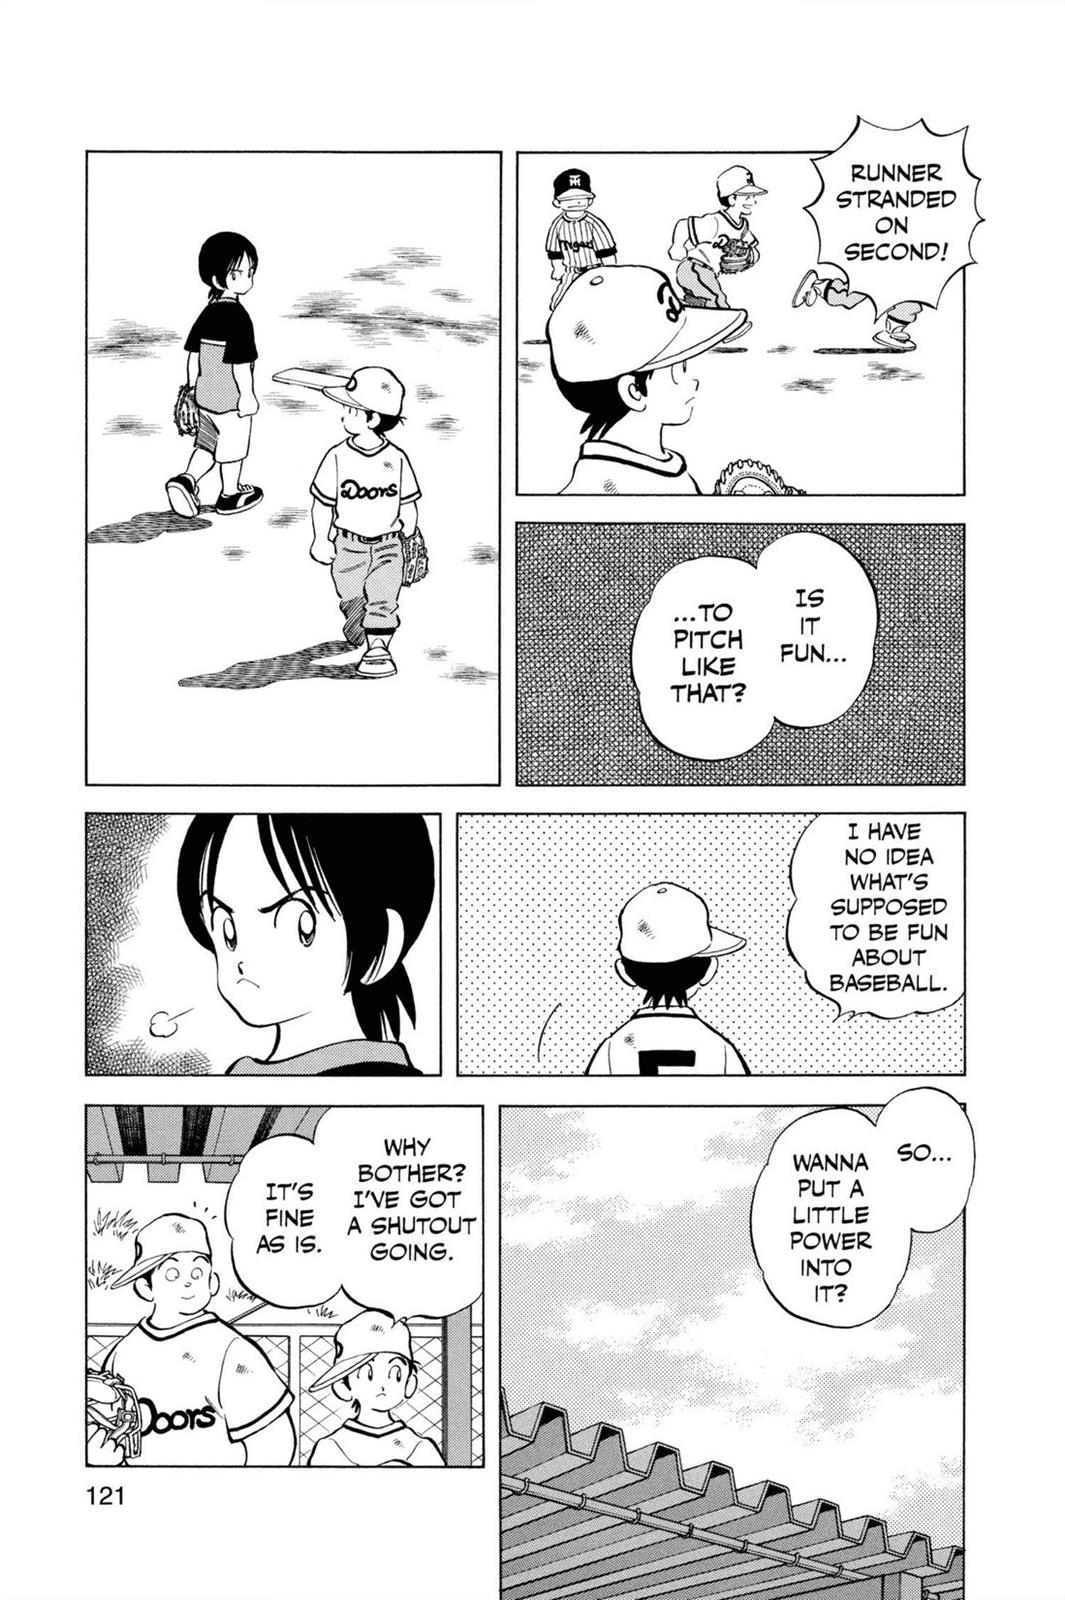 RUNNER
STRANDED
ON
SECOND!
Tigers
Doors
IS
IT
FUN...
...TO
PITCH
LIKE
THAT?
I HAVE
NO IDEA
WHAT'S
SUPPOSED
TO BE FUN
ABOUT
BASEBALL.
SO...
WANNA
PUT A
LITTLE
POWER
INTO
IT?
WHY
BOTHER?
I'VE GOT
A SHUTOUT
GOING.
IT'S
FINE
AS IS.
Doors
121